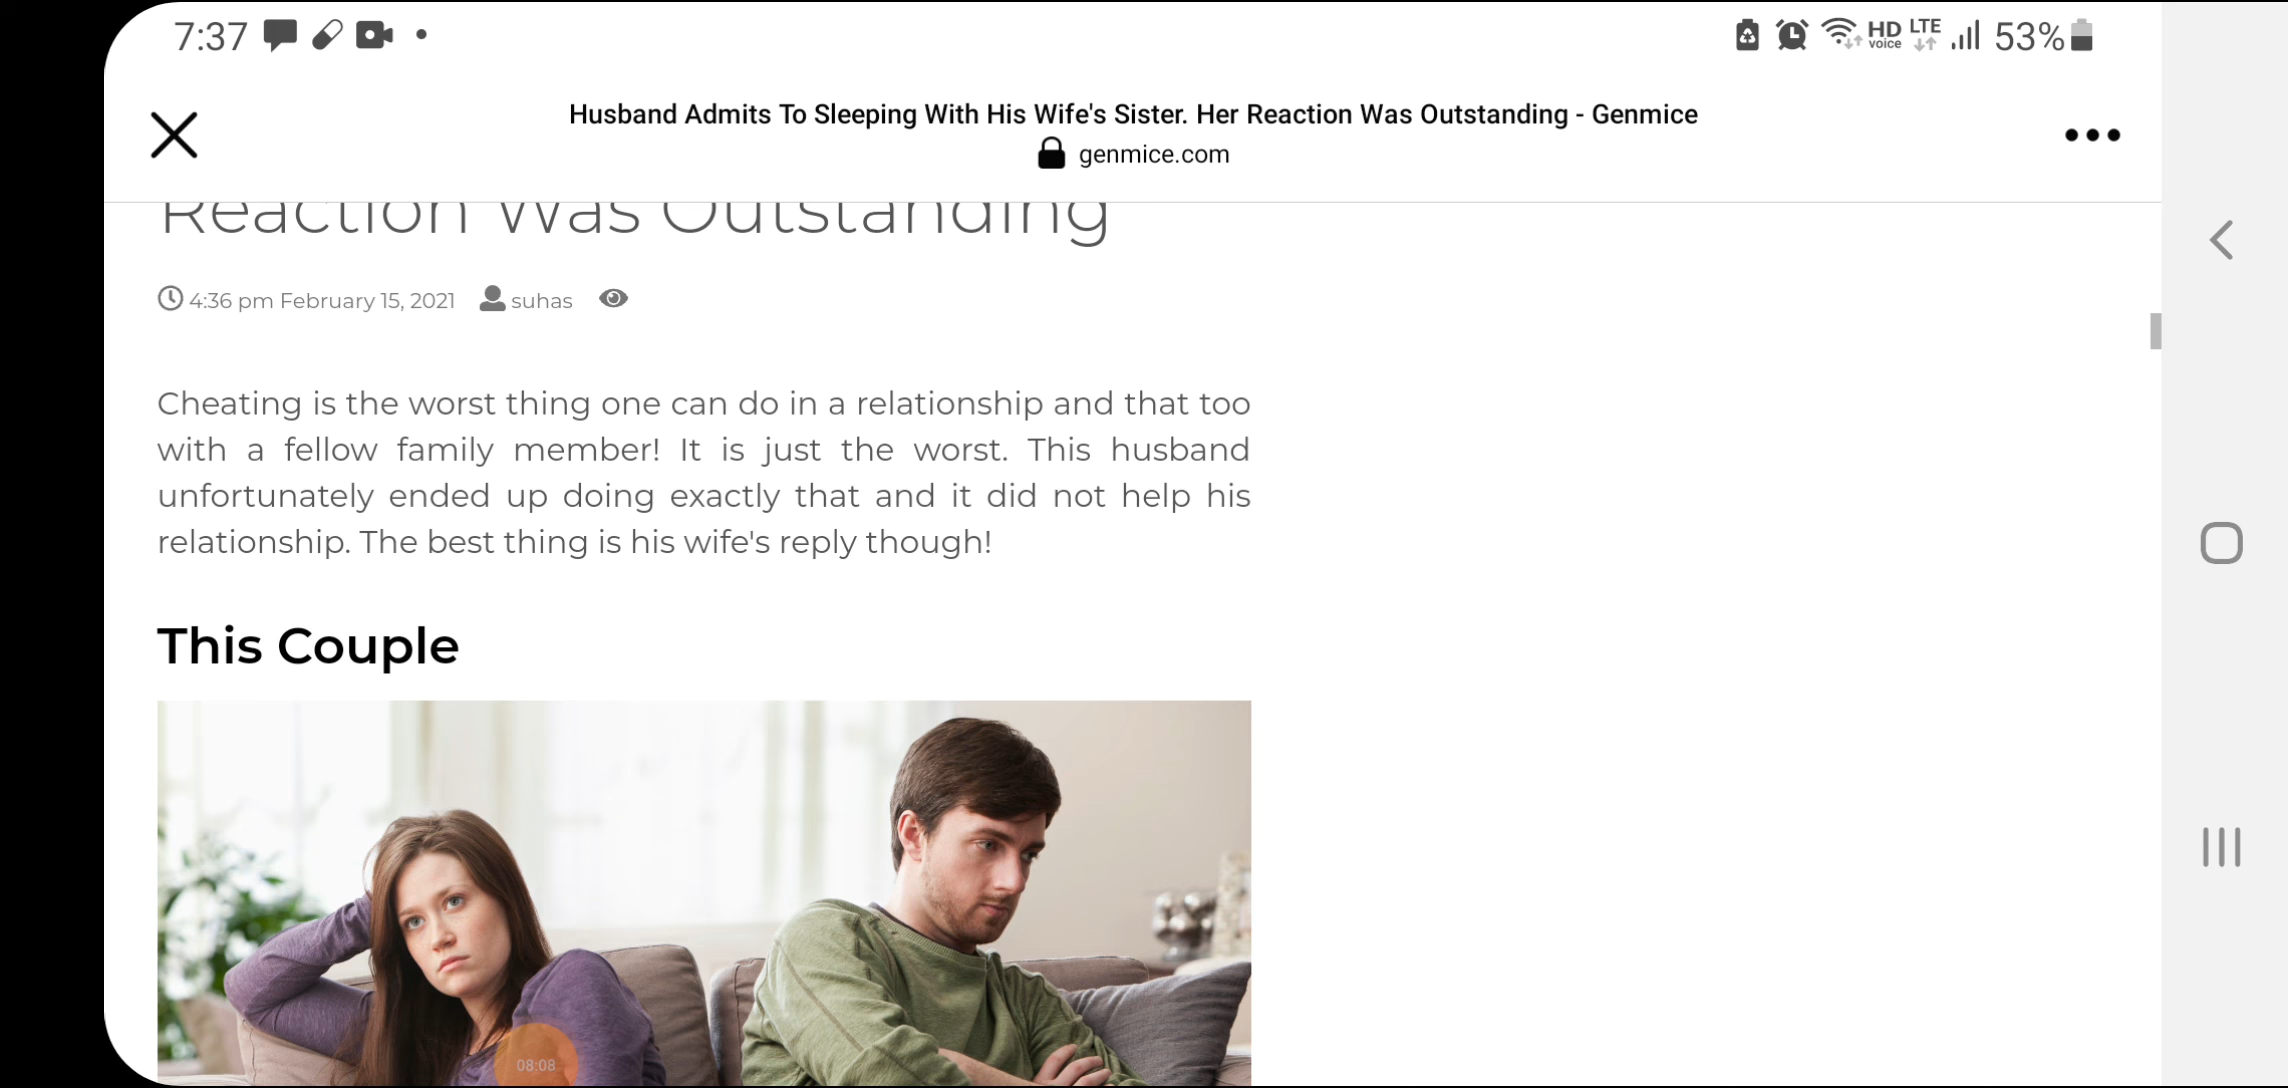 7:37
HD voice LTE 53%
Husband Admits To Sleeping With His Wife's Sister. Her Reaction Was Outstanding - Genmice
genmice.com
Reaction Was Outstanding
4:36 pm February 15, 2021 suhas
Cheating is the worst thing one can do in a relationship and that too
with a fellow family member! It is just the worst. This husband
unfortunately ended up doing exactly that and it did not help his
relationship. The best thing is his wife's reply though!
This Couple
08:08